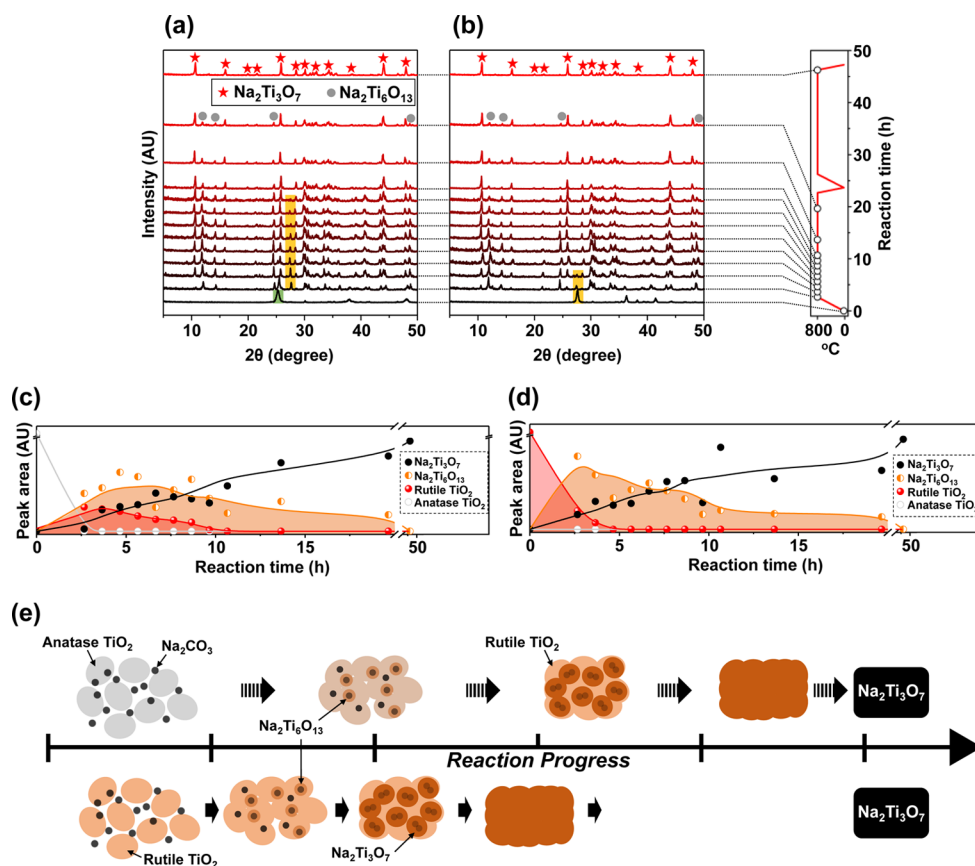 (a)
(b)
Intensity (AU)
Na₂Ti₃O₇
Na₂Ti₆O₁₃
10
20
30
40
50
2θ (degree)
10
20
30
40
50
2θ (degree)
50
40
30
20
10
0
Reaction time (h)
800
0
ºC
(c)
Peak area (AU)
Na₂Ti₃O₇
Na₂Ti₆O₁₃
Rutile TiO₂
Anatase TiO₂
0
5
10
15
50
Reaction time (h)
(d)
Peak area (AU)
Na₂Ti₃O₇
Na₂Ti₆O₁₃
Rutile TiO₂
Anatase TiO₂
0
5
10
15
50
Reaction time (h)
(e)
Anatase TiO₂
Na₂CO₃
Rutile TiO₂
Na₂Ti₆O₁₃
Na₂Ti₃O₇
Reaction Progress
Rutile TiO₂
Na₂Ti₃O₇
Na₂Ti₃O₇